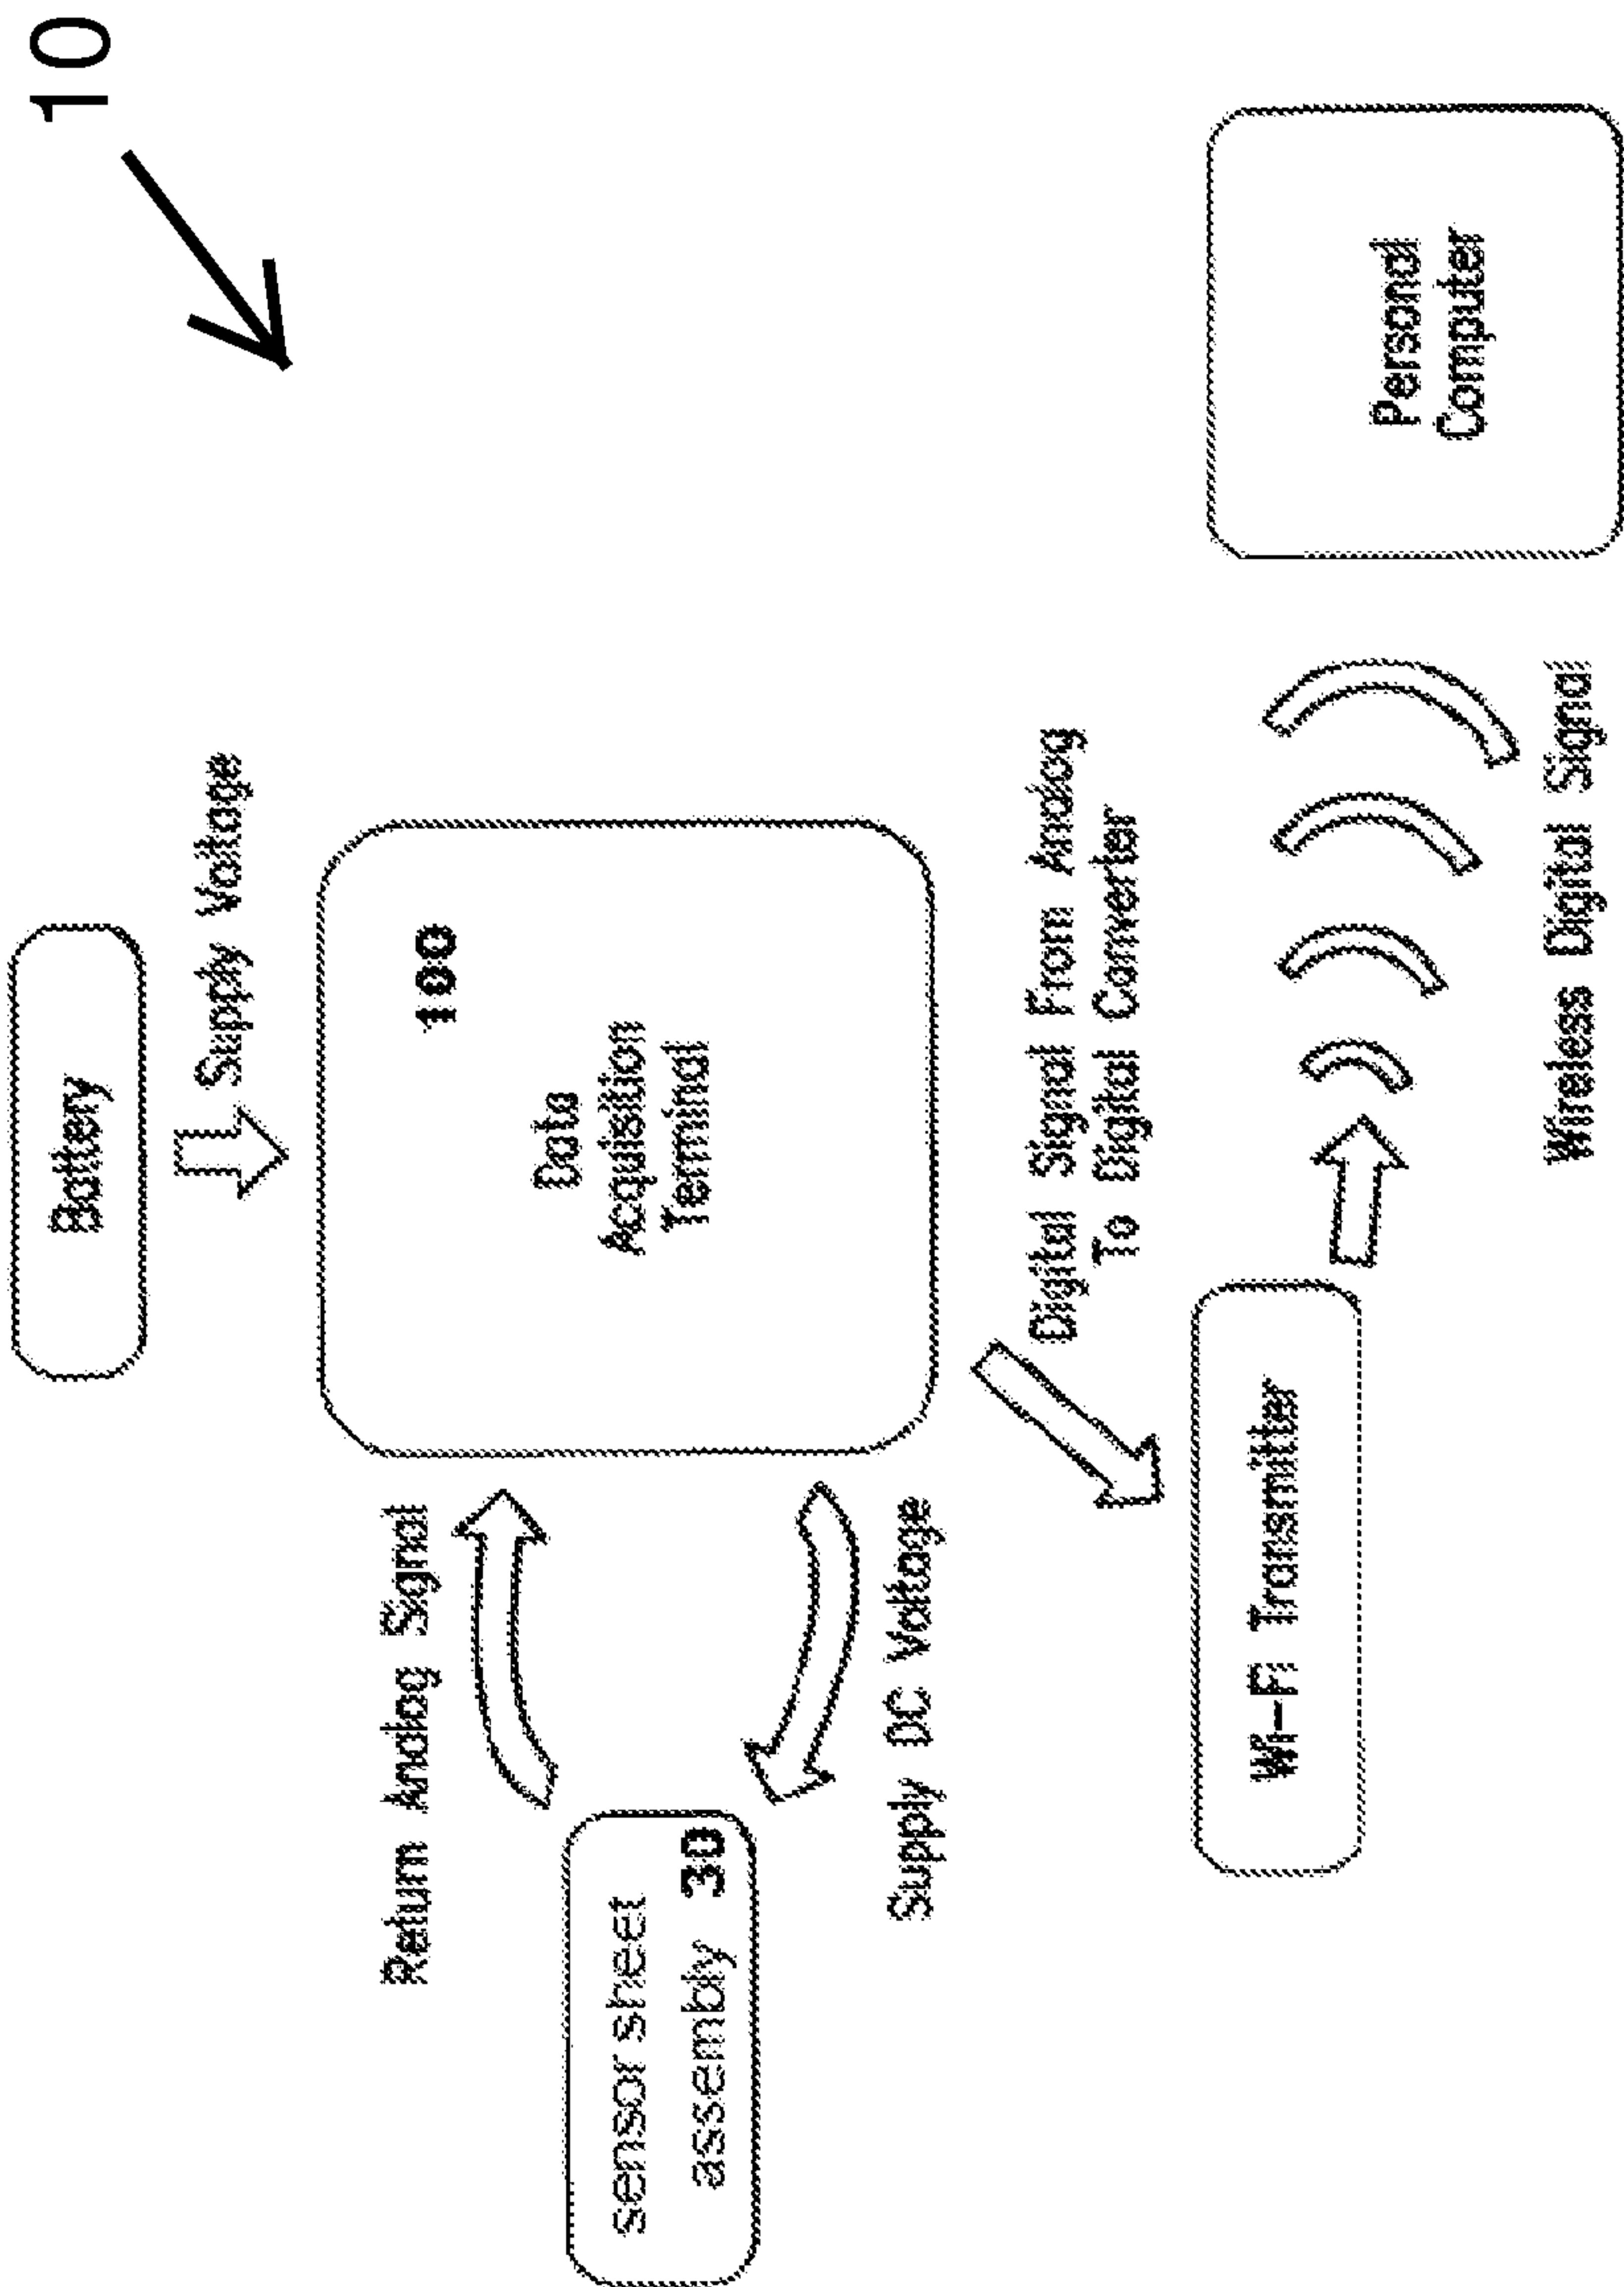 10
Battery
Supply Voltage
Return Analog Signal
100
Data
Acquisition
Terminal
sensor sheet
assembly 30
Supply DC Voltage
Digital Signal From Analog
To Digital Converter
Wi-Fi Transmitter
Personal
Computer
Wireless Digital Signal